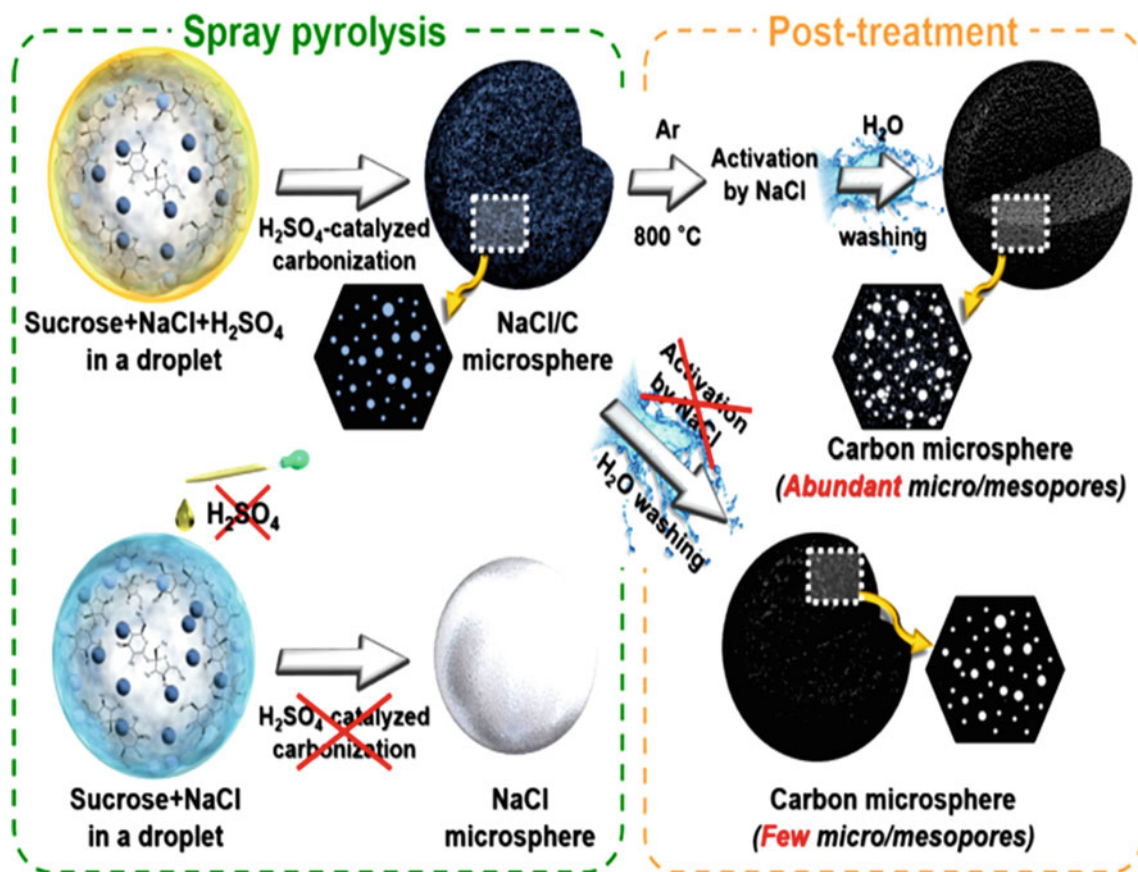 Spray pyrolysis
Post-treatment
Sucrose+NaCl+H₂SO₄
in a droplet
H₂SO₄-catalyzed
carbonization
NaCl/C
microsphere
Ar
800 °C
Activation
by NaCl
H₂O
washing
Carbon microsphere
(Abundant micro/mesopores)
Activation
by NaCl
H₂O washing
H₂SO₄
Sucrose+NaCl
in a droplet
H₂SO₄-catalyzed
carbonization
NaCl
microsphere
Carbon microsphere
(Few micro/mesopores)